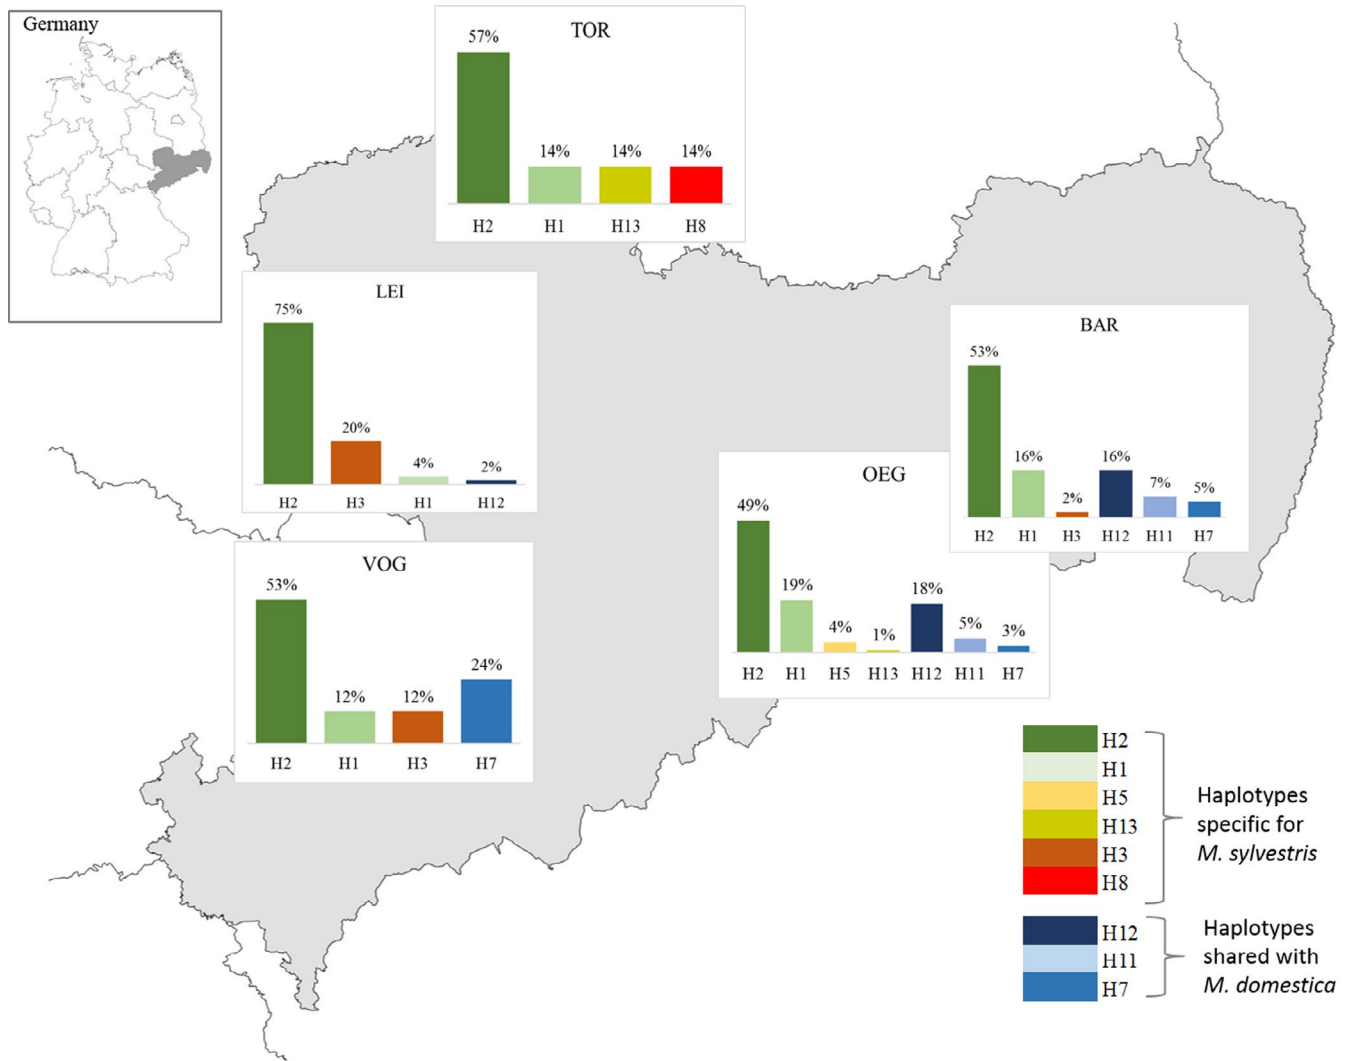 Germany
TOR
57%
14% 14% 14%
H2 H1 H13 H8
LEI
75%
20%
4%
2%
H2 H3 H1 H12
BAR
53%
16%
2%
16%
7%
5%
H2 H1 H3 H12 H11 H7
OEG
49%
19%
4%
1%
18%
5%
3%
H2 H1 H5 H13 H12 H11 H7
VOG
53%
12% 12%
24%
H2 H1 H3 H7
H2
H1
H5
H13
H3
H8
Haplotypes
specific for
M. sylvestris
H12
H11
H7
Haplotypes
shared with
M. domestica